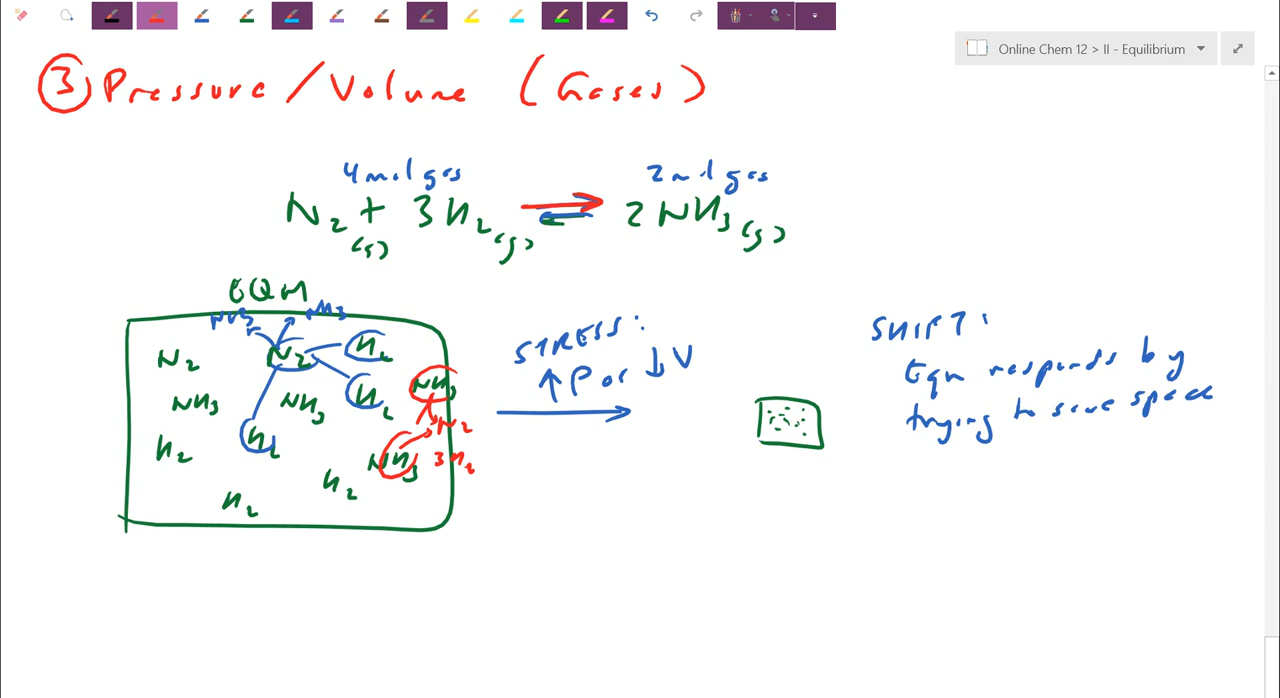 Online Chem 12 > II - Equilibrium
③ Pressure / Volume (Gases)
4 mol gas 2 mol gas
N₂(g) + 3H₂(g) ⇌ 2NH₃(g)
EQM
NH₃ NH₃
N₂ N₂ H₂
NH₃ NH₃ H₂ NH₃
N₂
H₂ H₂ NH₃ 3H₂
H₂ H₂
STRESS:
↑P or ↓V
SHIFT:
Eqm responds by
trying to save space